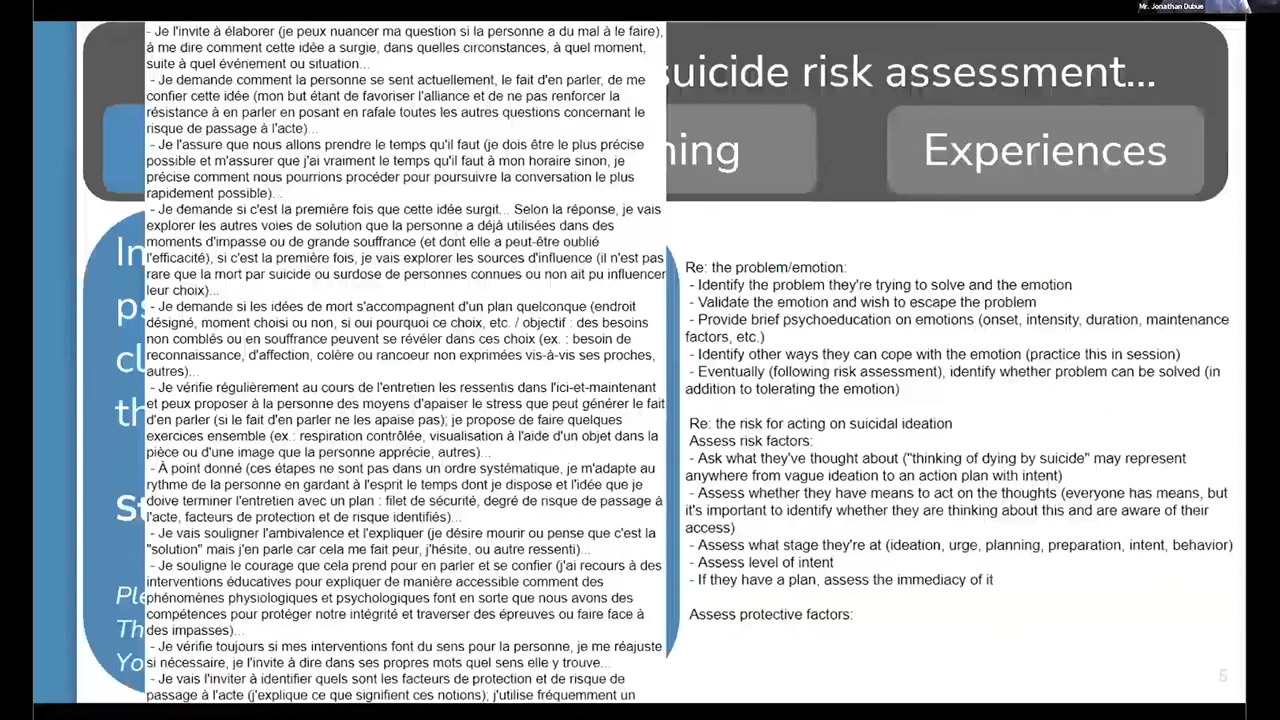 Mr. Jonathan Dubue
suicide risk assessment...
Experiences
- Je l'invite à élaborer (je peux nuancer ma question si la personne a du mal à le faire),
à me dire comment cette idée a surgie, dans quelles circonstances, à quel moment,
suite à quel événement ou situation...
- Je demande comment la personne se sent actuellement, le fait d'en parler, de me
confier cette idée (mon but étant de favoriser l'alliance et de ne pas renforcer la
résistance à en parler en posant en rafale toutes les autres questions concernant le
risque de passage à l'acte)...
- Je l'assure que nous allons prendre le temps qu'il faut (je dois être le plus précise
possible et m'assurer que j'ai vraiment le temps qu'il faut à mon horaire sinon, je
précise comment nous pourrions procéder pour poursuivre la conversation le plus
rapidement possible)...
- Je demande si c'est la première fois que cette idée surgit... Selon la réponse, je vais
explorer les autres voies de solution que la personne a déjà utilisées dans des
moments d'impasse ou de grande souffrance (et dont elle a peut-être oublié
l'efficacité), si c'est la première fois, je vais explorer les sources d'influence (il n'est pas
rare que la mort par suicide ou surdose de personnes connues ou non ait pu influencer
leur choix)...
- Je demande si les idées de mort s'accompagnent d'un plan quelconque (endroit
désigné, moment choisi ou non, si oui pourquoi ce choix, etc. / objectif : des besoins
non comblés ou en souffrance peuvent se révéler dans ces choix (ex. : besoin de
reconnaissance, d'affection, colère ou rancoeur non exprimées vis-à-vis ses proches,
autres)...
- Je vérifie régulièrement au cours de l'entretien les ressentis dans l'ici-et-maintenant
et peux proposer à la personne des moyens d'apaiser le stress que peut générer le fait
d'en parler (si le fait d'en parler ne les apaise pas); je propose de faire quelques
exercices ensemble (ex.: respiration contrôlée, visualisation à l'aide d'un objet dans la
pièce ou d'une image que la personne apprécie, autres)...
- À point donné (ces étapes ne sont pas dans un ordre systématique, je m'adapte au
rythme de la personne en gardant à l'esprit le temps dont je dispose et l'idée que je
doive terminer l'entretien avec un plan : filet de sécurité, degré de risque de passage à
l'acte, facteurs de protection et de risque identifiés)...
- Je vais souligner l'ambivalence et l'expliquer (je désire mourir ou pense que c'est la
"solution" mais j'en parle car cela me fait peur, j'hésite, ou autre ressenti)...
- Je souligne le courage que cela prend pour en parler et se confier (j'ai recours à des
interventions éducatives pour expliquer de manière accessible comment des
phénomènes physiologiques et psychologiques font en sorte que nous avons des
compétences pour protéger notre intégrité et traverser des épreuves ou faire face à
des impasses)...
- Je vérifie toujours si mes interventions font du sens pour la personne, je me réajuste
si nécessaire, je l'invite à dire dans ses propres mots quel sens elle y trouve...
- Je vais l'inviter à identifier quels sont les facteurs de protection et de risque de
passage à l'acte (j'explique ce que signifient ces notions); j'utilise fréquemment un
Re: the problem/emotion:
- Identify the problem they're trying to solve and the emotion
- Validate the emotion and wish to escape the problem
- Provide brief psychoeducation on emotions (onset, intensity, duration, maintenance
factors, etc.)
- Identify other ways they can cope with the emotion (practice this in session)
- Eventually (following risk assessment), identify whether problem can be solved (in
addition to tolerating the emotion)
Re: the risk for acting on suicidal ideation
Assess risk factors:
- Ask what they've thought about ("thinking of dying by suicide" may represent
anywhere from vague ideation to an action plan with intent)
- Assess whether they have means to act on the thoughts (everyone has means, but
it's important to identify whether they are thinking about this and are aware of their
access)
- Assess what stage they're at (ideation, urge, planning, preparation, intent, behavior)
- Assess level of intent
- If they have a plan, assess the immediacy of it
Assess protective factors: